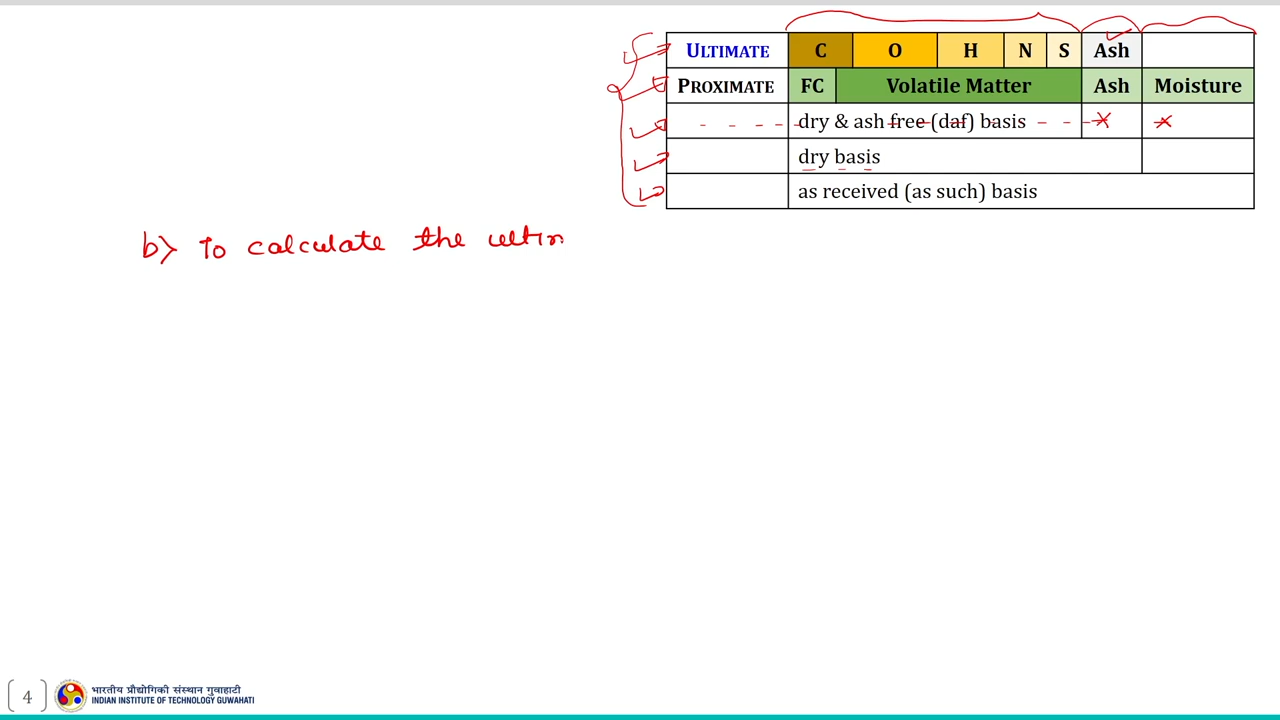 ULTIMATE C O H N S Ash
PROXIMATE FC Volatile Matter Ash Moisture
dry & ash free (daf) basis
dry basis
as received (as such) basis
b) To calculate the ultim
4
भारतीय प्रौद्योगिकी संस्थान गुवाहाटी
INDIAN INSTITUTE OF TECHNOLOGY GUWAHATI